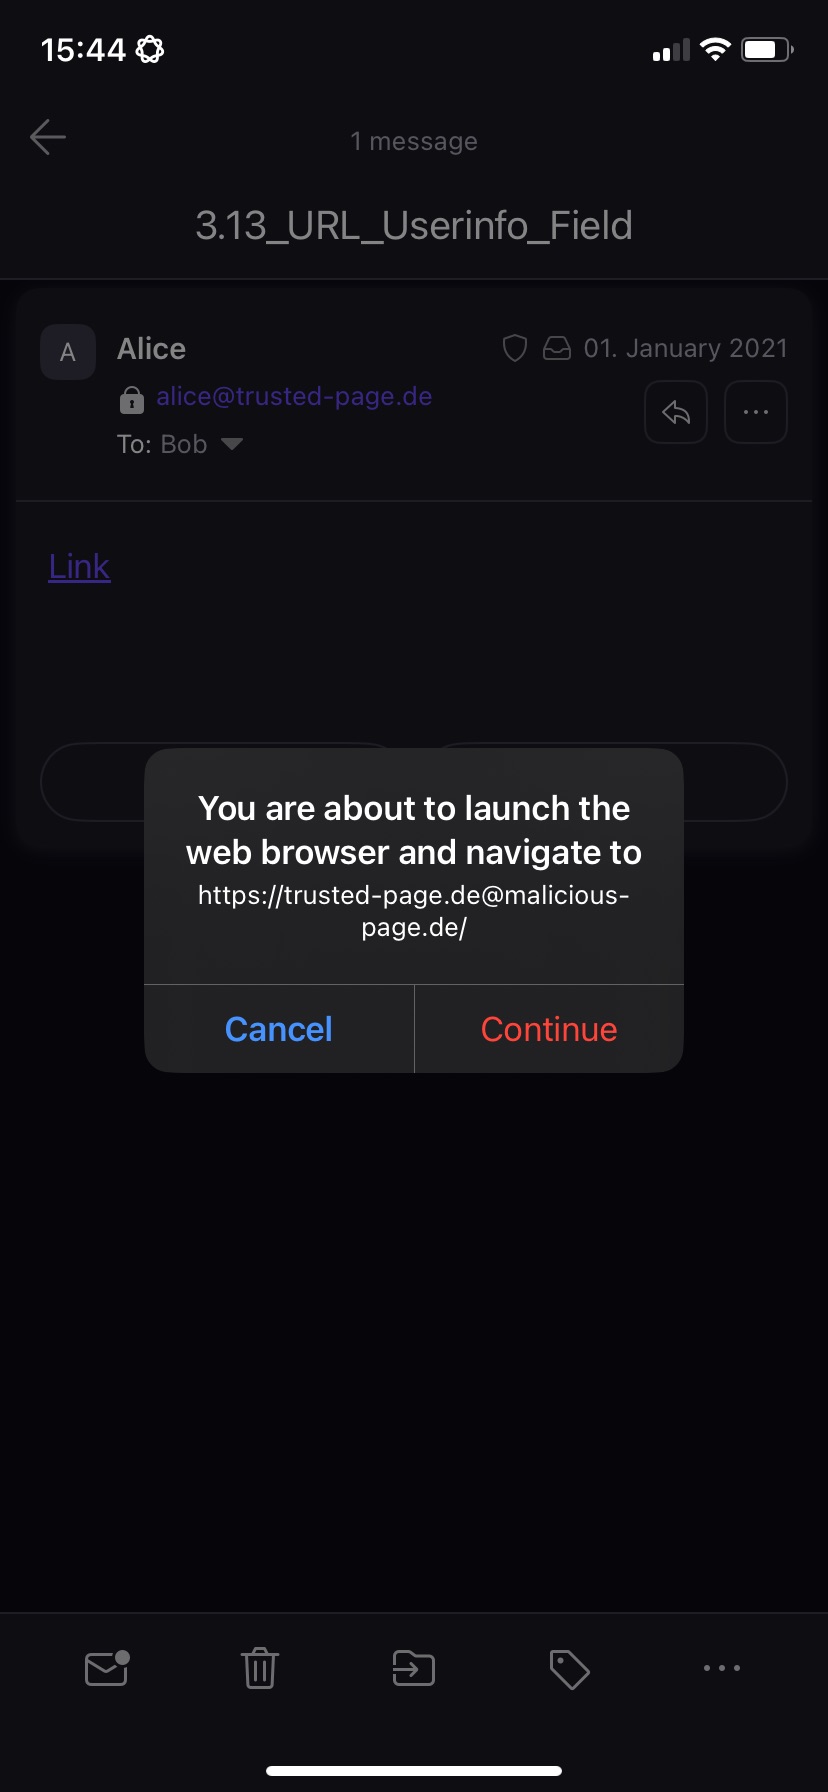 15:44
1 message
3.13_URL_Userinfo_Field
A
Alice
01. January 2021
alice@trusted-page.de
To: Bob
Link
You are about to launch the
web browser and navigate to
https://trusted-page.de@malicious-
page.de/
Cancel
Continue